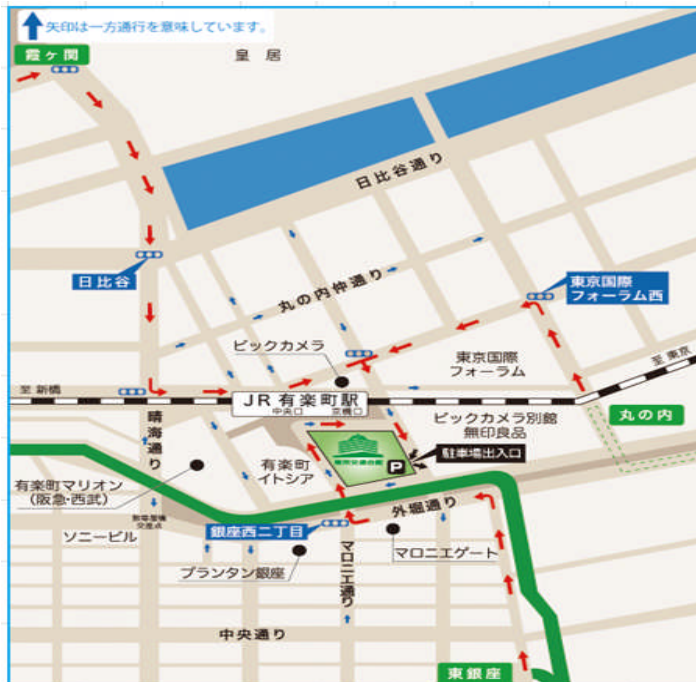 矢印は一方通行を意味しています。
霞ヶ関
皇居
日比谷通り
日比谷
丸の内仲通り
東京国際
フォーラム西
ビックカメラ
東京国際
フォーラム
至 東京
至 新橋
JR有楽町駅
中央口 京橋口
丸の内
晴海通り
ビックカメラ別館
無印良品
駐車場出入口
P
有楽町
イトシア
有楽町マリオン
(阪急・西武)
外堀通り
銀座西二丁目
ソニービル
マロニエゲート
プランタン銀座
マロニエ通り
中央通り
東銀座